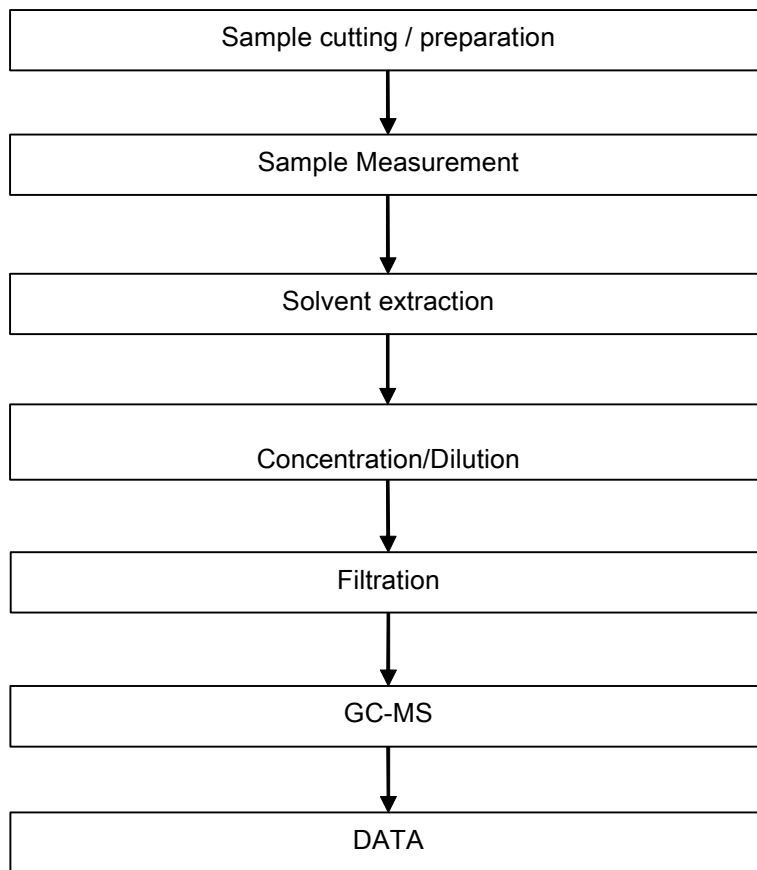 Sample cutting / preparation
Sample Measurement
Solvent extraction
Concentration/Dilution
Filtration
GC-MS
DATA